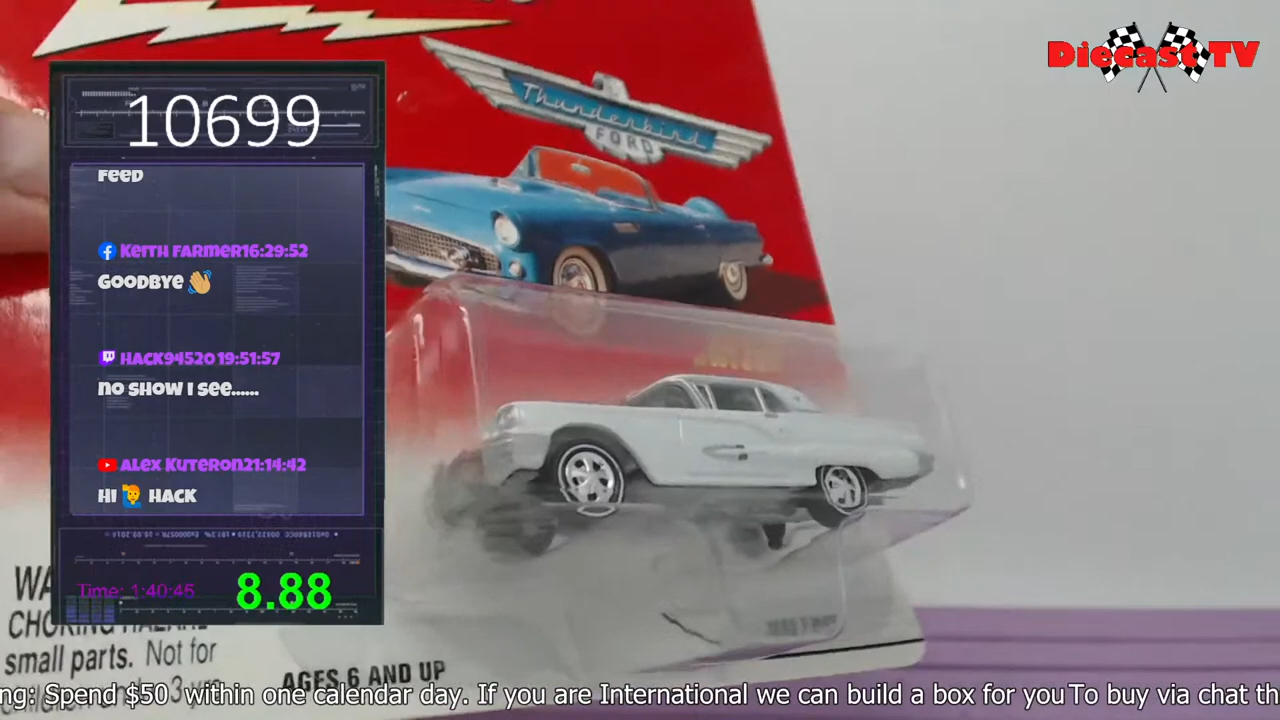 Diecast TV
10699
FEED
Keith Farmer16:29:52
GOODBYE 👋
HACK94520 19:51:57
NO SHOW I SEE......
Alex Kuteron21:14:42
HI 🙋 HACK
Time: 1:40:45
8.88
Thunderbird
FORD
WA
CHOKING HAZARD
small parts. Not for
AGES 6 AND UP
ng: Spend $50 within one calendar day. If you are International we can build a box for you To buy via chat th